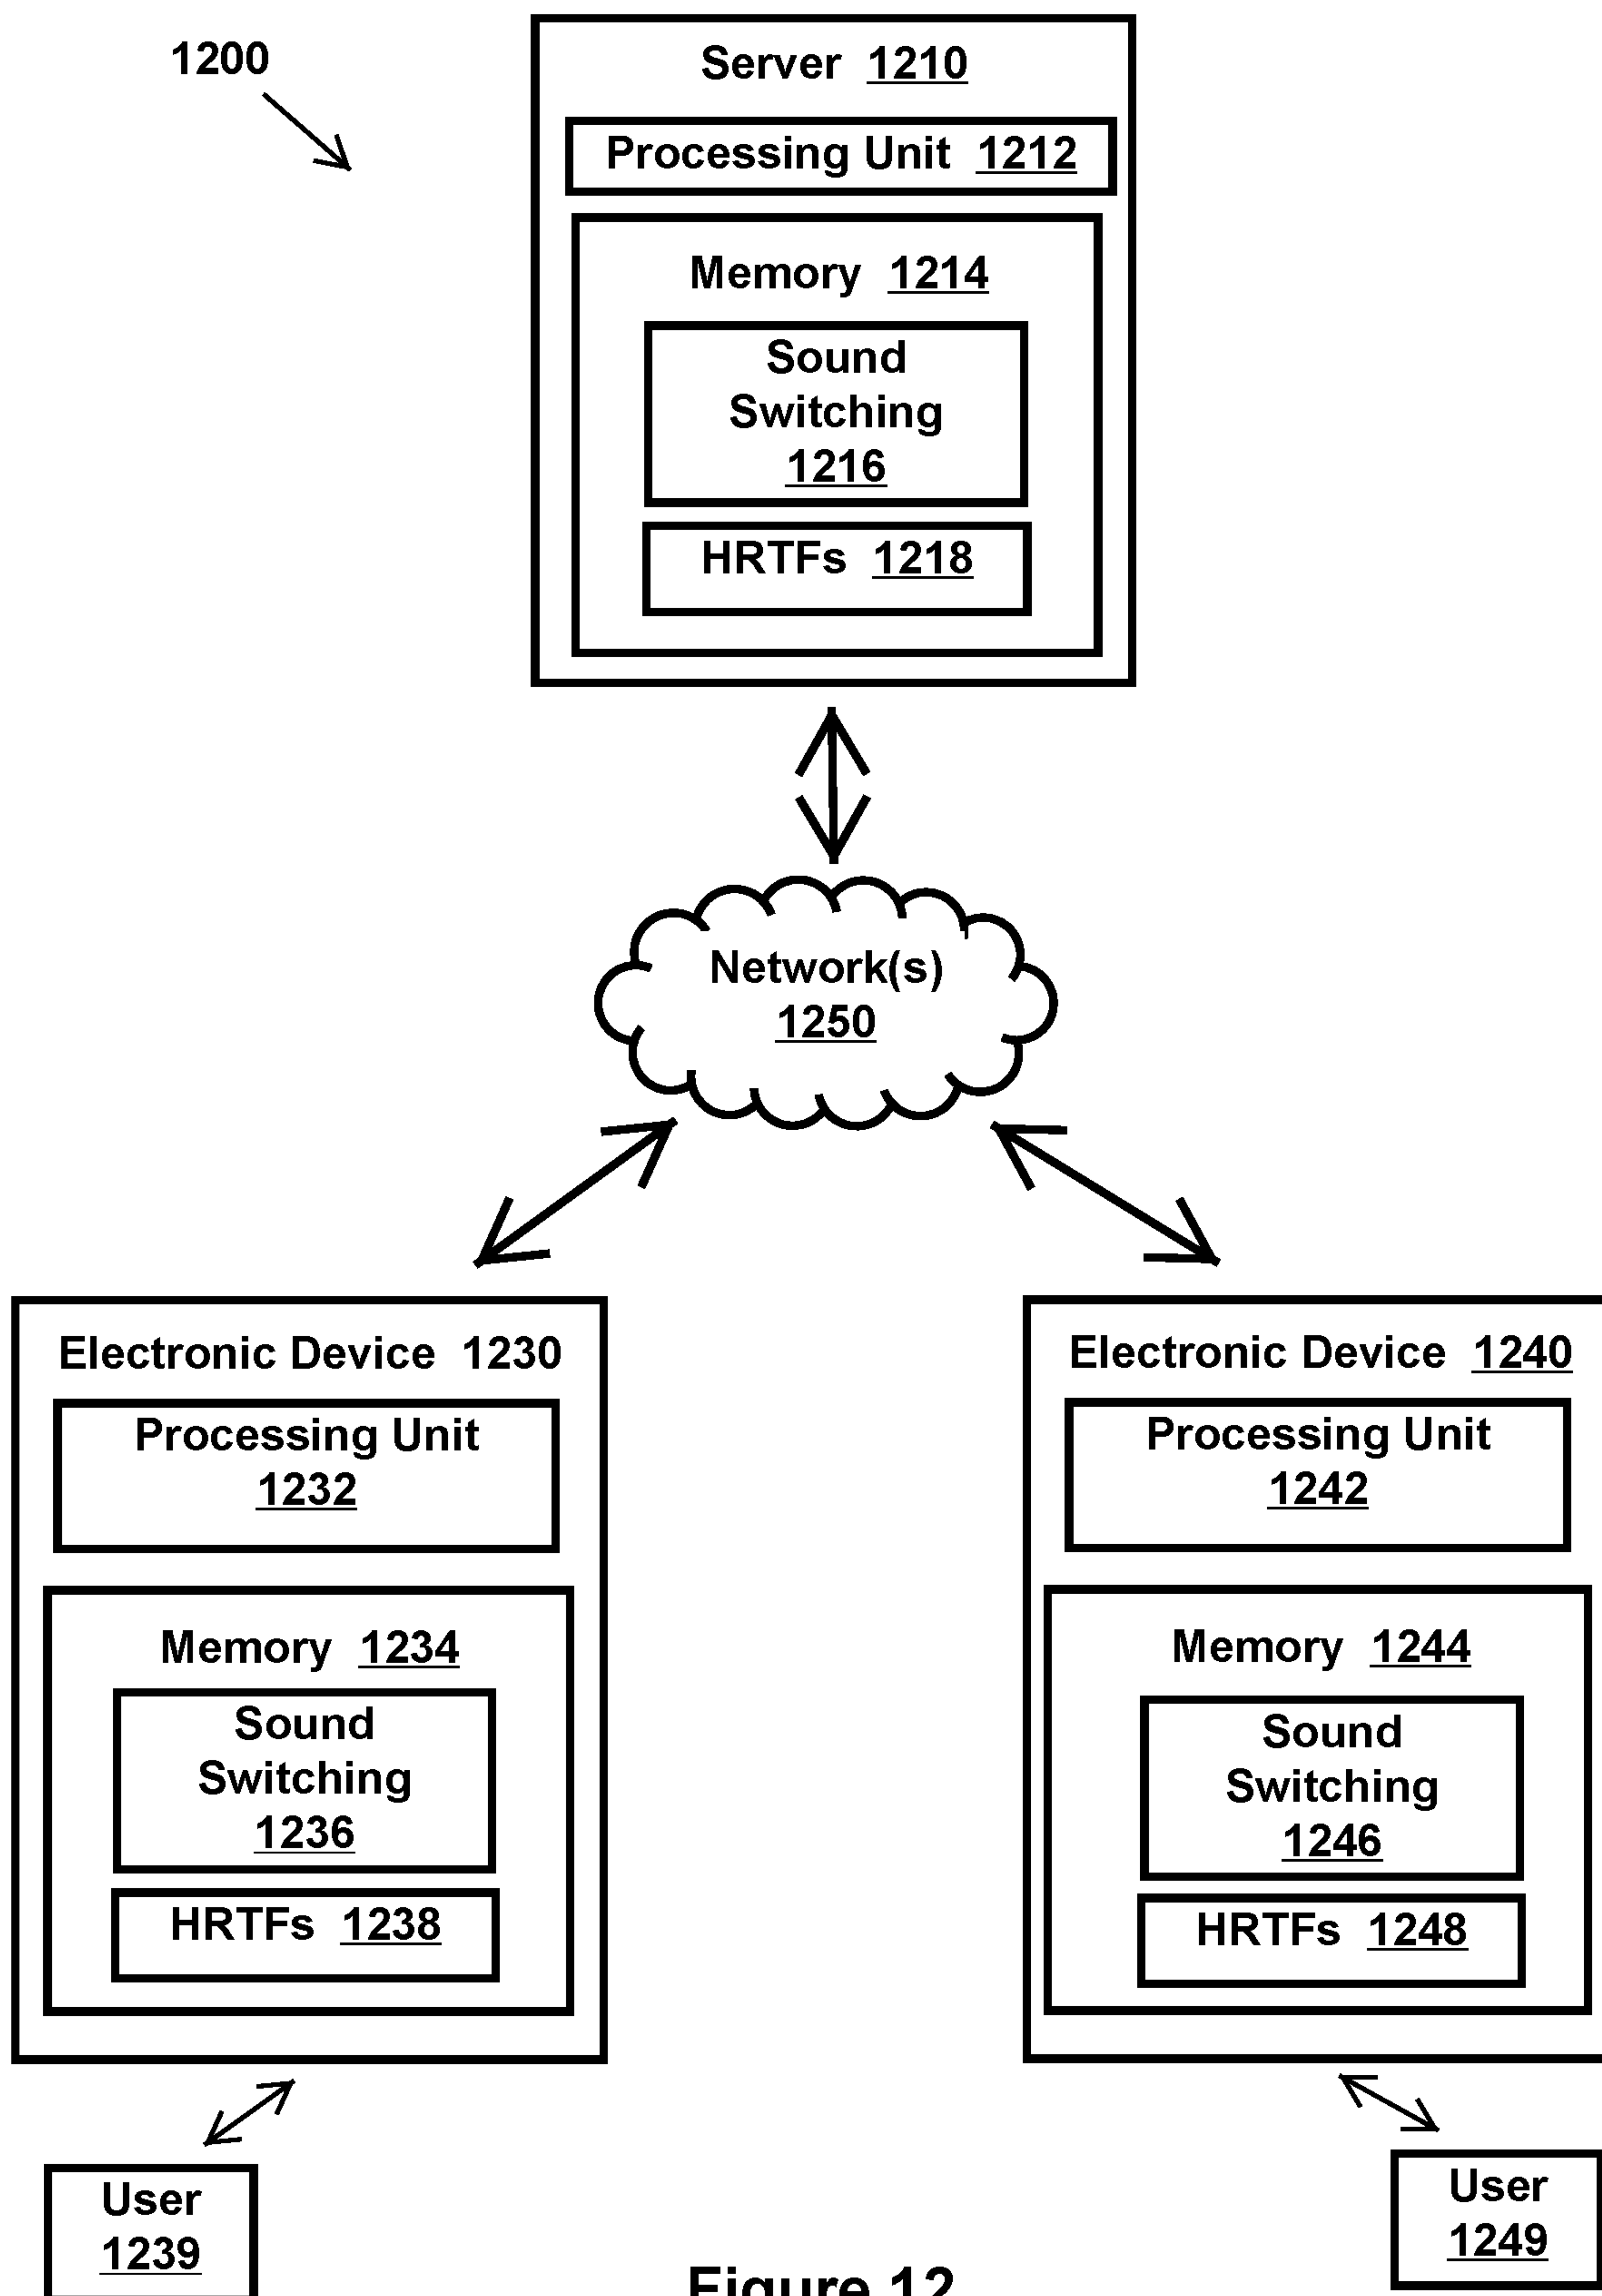 1200
Server 1210
Processing Unit 1212
Memory 1214
Sound
Switching
1216
HRTFs 1218
Network(s)
1250
Electronic Device 1230
Processing Unit
1232
Memory 1234
Sound
Switching
1236
HRTFs 1238
User
1239
Electronic Device 1240
Processing Unit
1242
Memory 1244
Sound
Switching
1246
HRTFs 1248
User
1249
Figure 12